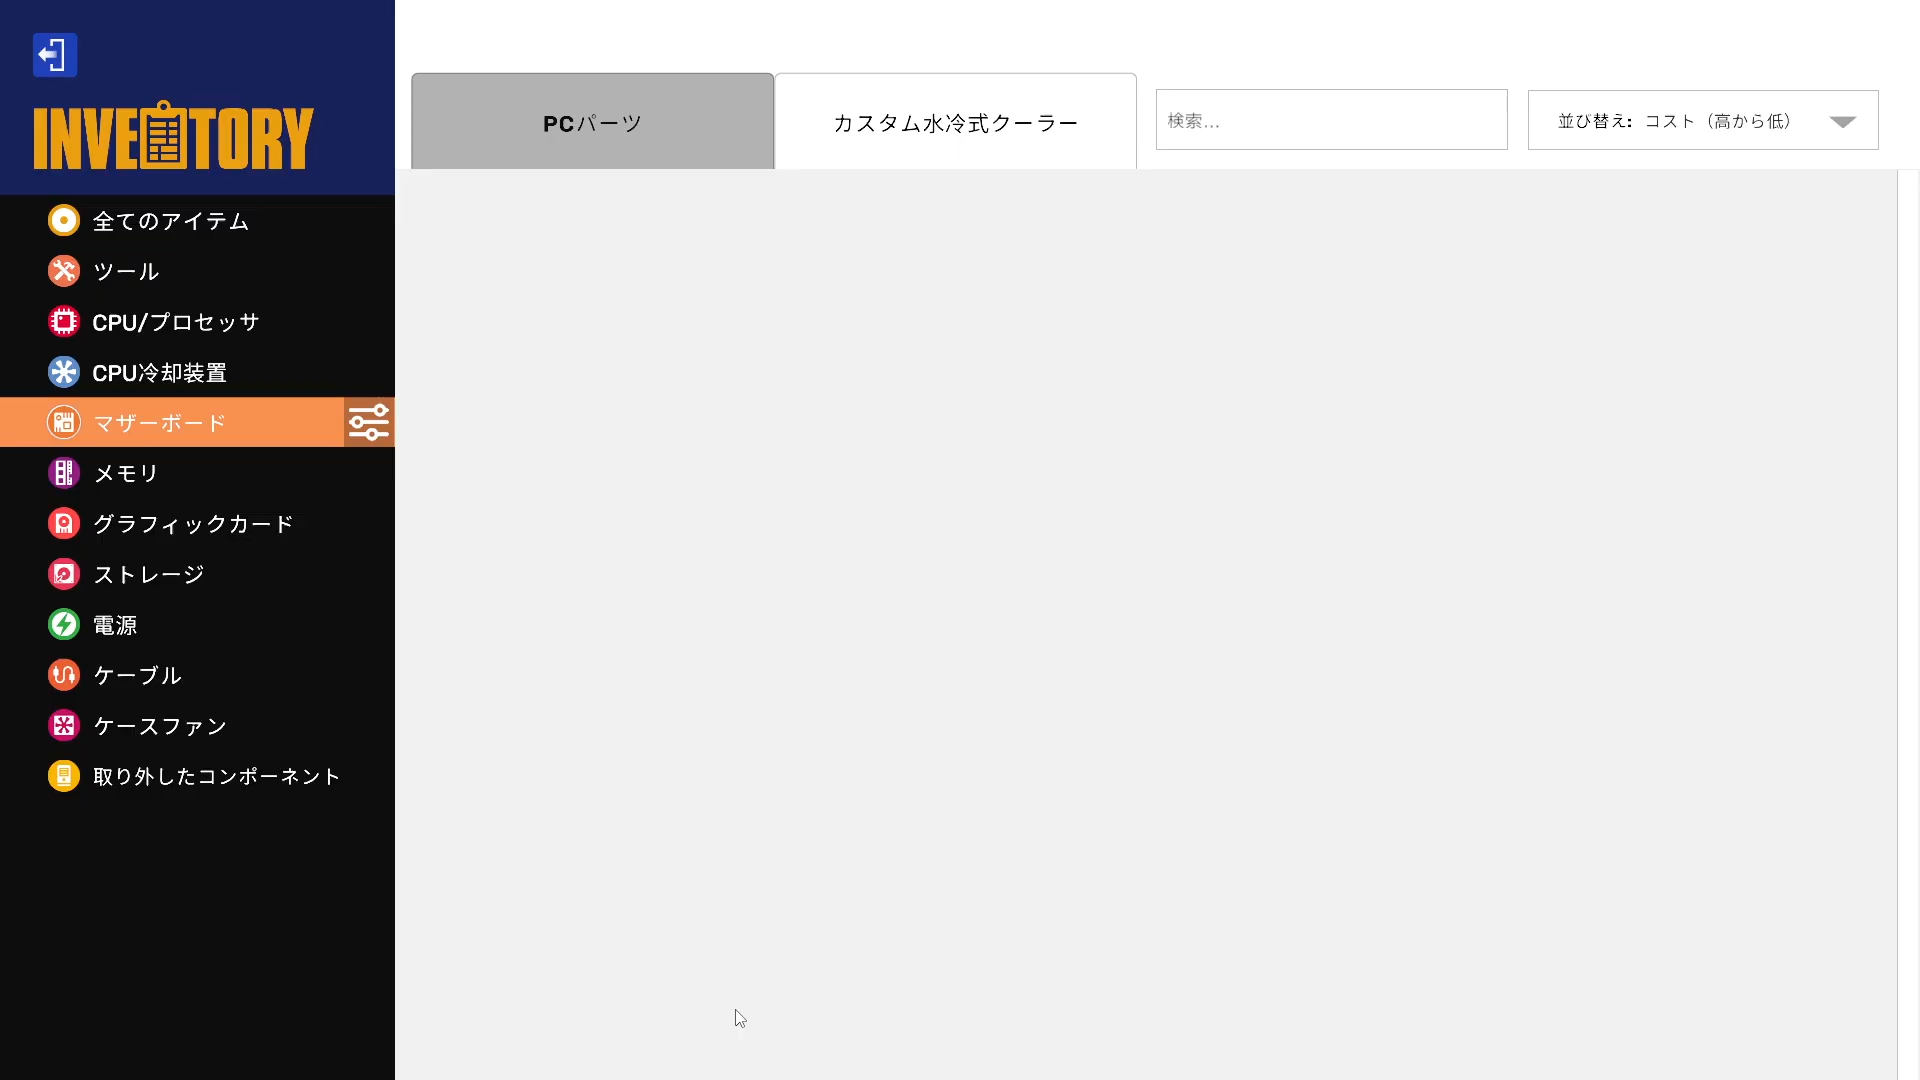 INVENTORY
PCパーツ
カスタム水冷式クーラー
検索...
並び替え: コスト（高から低）
全てのアイテム
ツール
CPU/プロセッサ
CPU冷却装置
マザーボード
メモリ
グラフィックカード
ストレージ
電源
ケーブル
ケースファン
取り外したコンポーネント